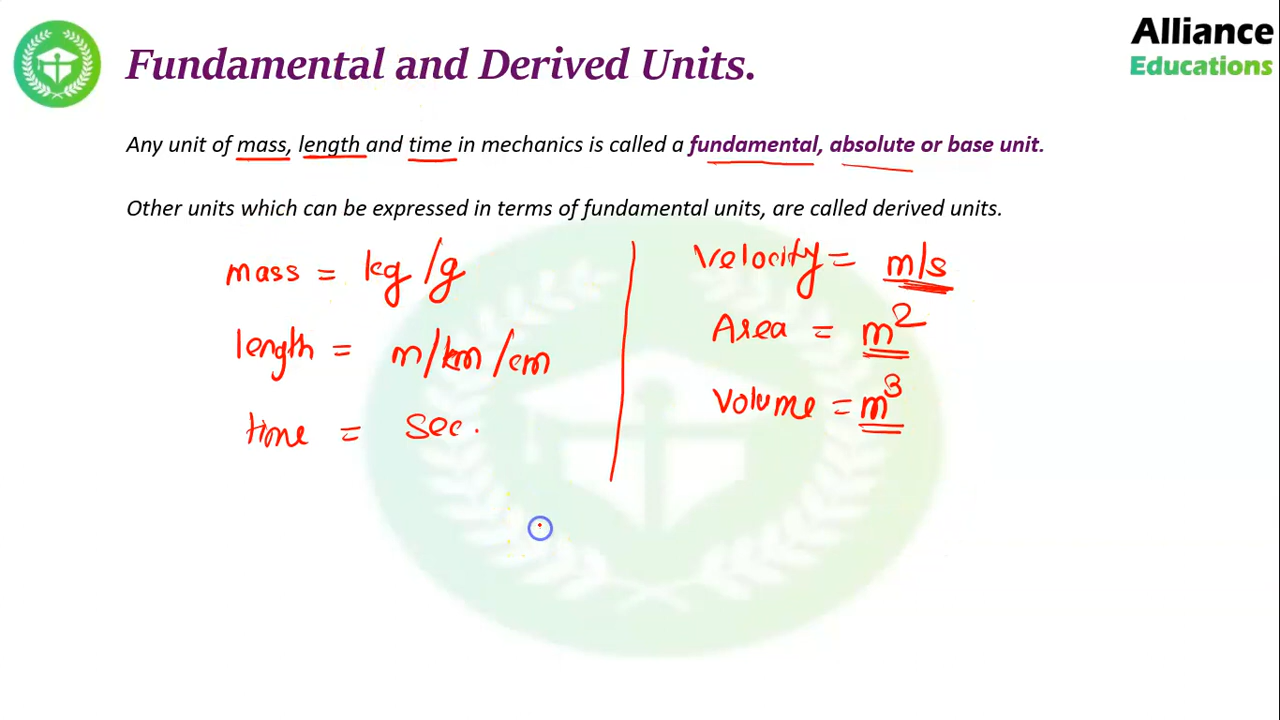 Alliance
Educations
Fundamental and Derived Units.
Any unit of mass, length and time in mechanics is called a fundamental, absolute or base unit.
Other units which can be expressed in terms of fundamental units, are called derived units.
mass = kg/g
length = m/km/cm
time = sec.
Velocity = m/s
Area = m²
Volume = m³